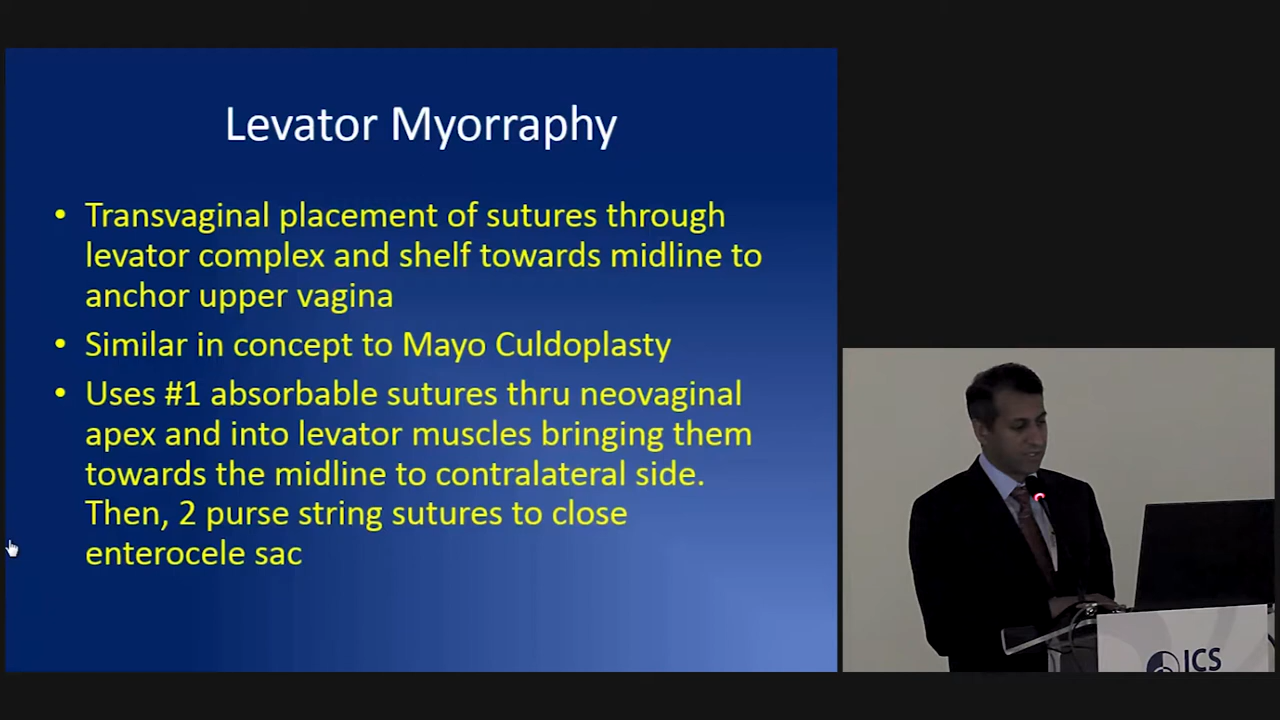 Levator Myorraphy
• Transvaginal placement of sutures through
levator complex and shelf towards midline to
anchor upper vagina
• Similar in concept to Mayo Culdoplasty
• Uses #1 absorbable sutures thru neovaginal
apex and into levator muscles bringing them
towards the midline to contralateral side.
Then, 2 purse string sutures to close
enterocele sac
ICS